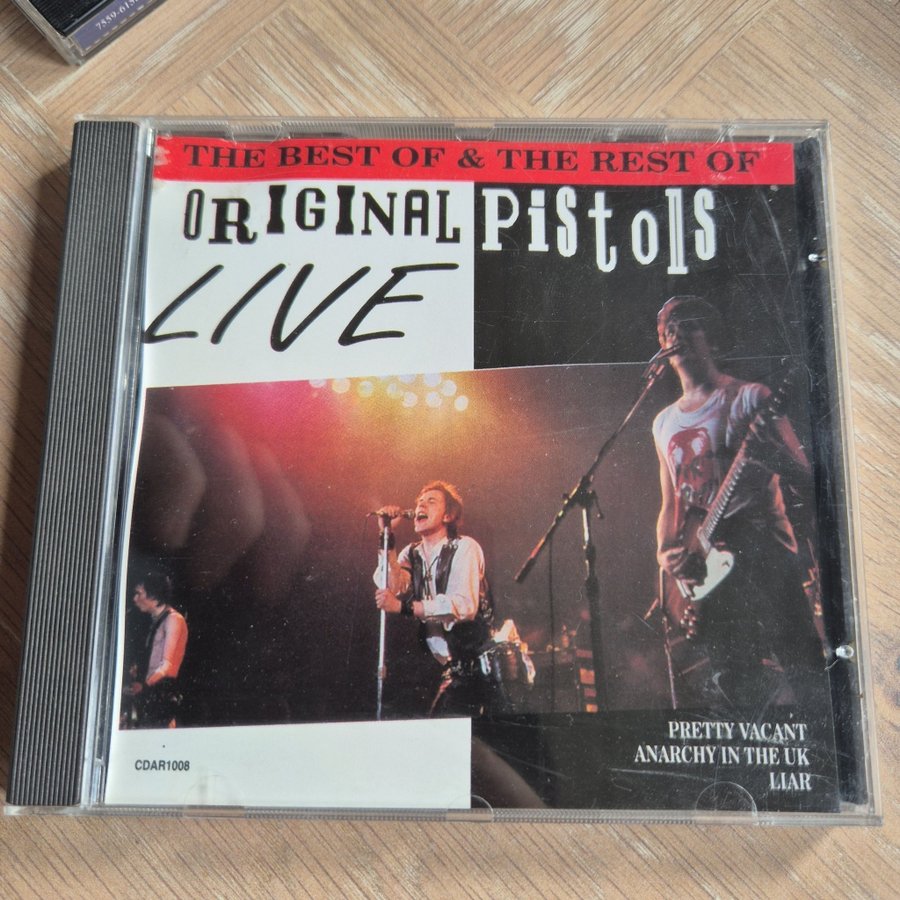 THE BEST OF & THE REST OF
ORIGINAL PiStolS
LIVE
PRETTY VACANT
ANARCHY IN THE UK
LIAR
CDAR1008